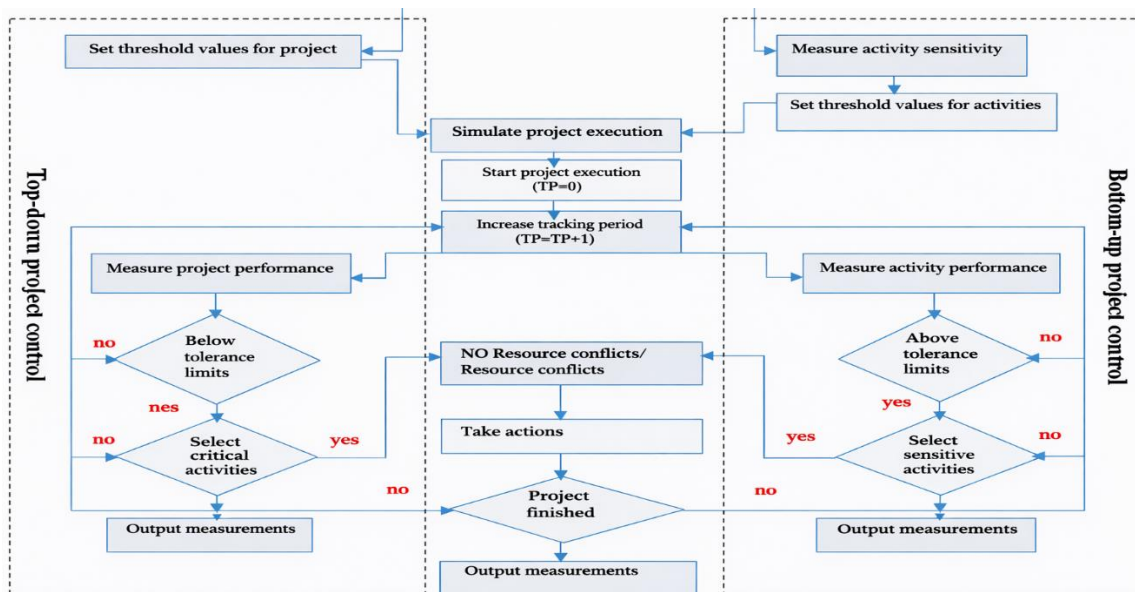 Set threshold values for project
Measure activity sensitivity
Set threshold values for activities
Simulate project execution
Start project execution
(TP=0)
Increase tracking period
(TP=TP+1)
Top-down project control
Bottom-up project control
Measure project performance
Measure activity performance
no
Below
tolerance
limits
NO Resource conflicts/
Resource conflicts
Above
tolerance
limits
no
nes
yes
no
Select
critical
activities
yes
Take actions
yes
Select
sensitive
activities
no
no
Project
finished
no
Output measurements
Output measurements
Output measurements